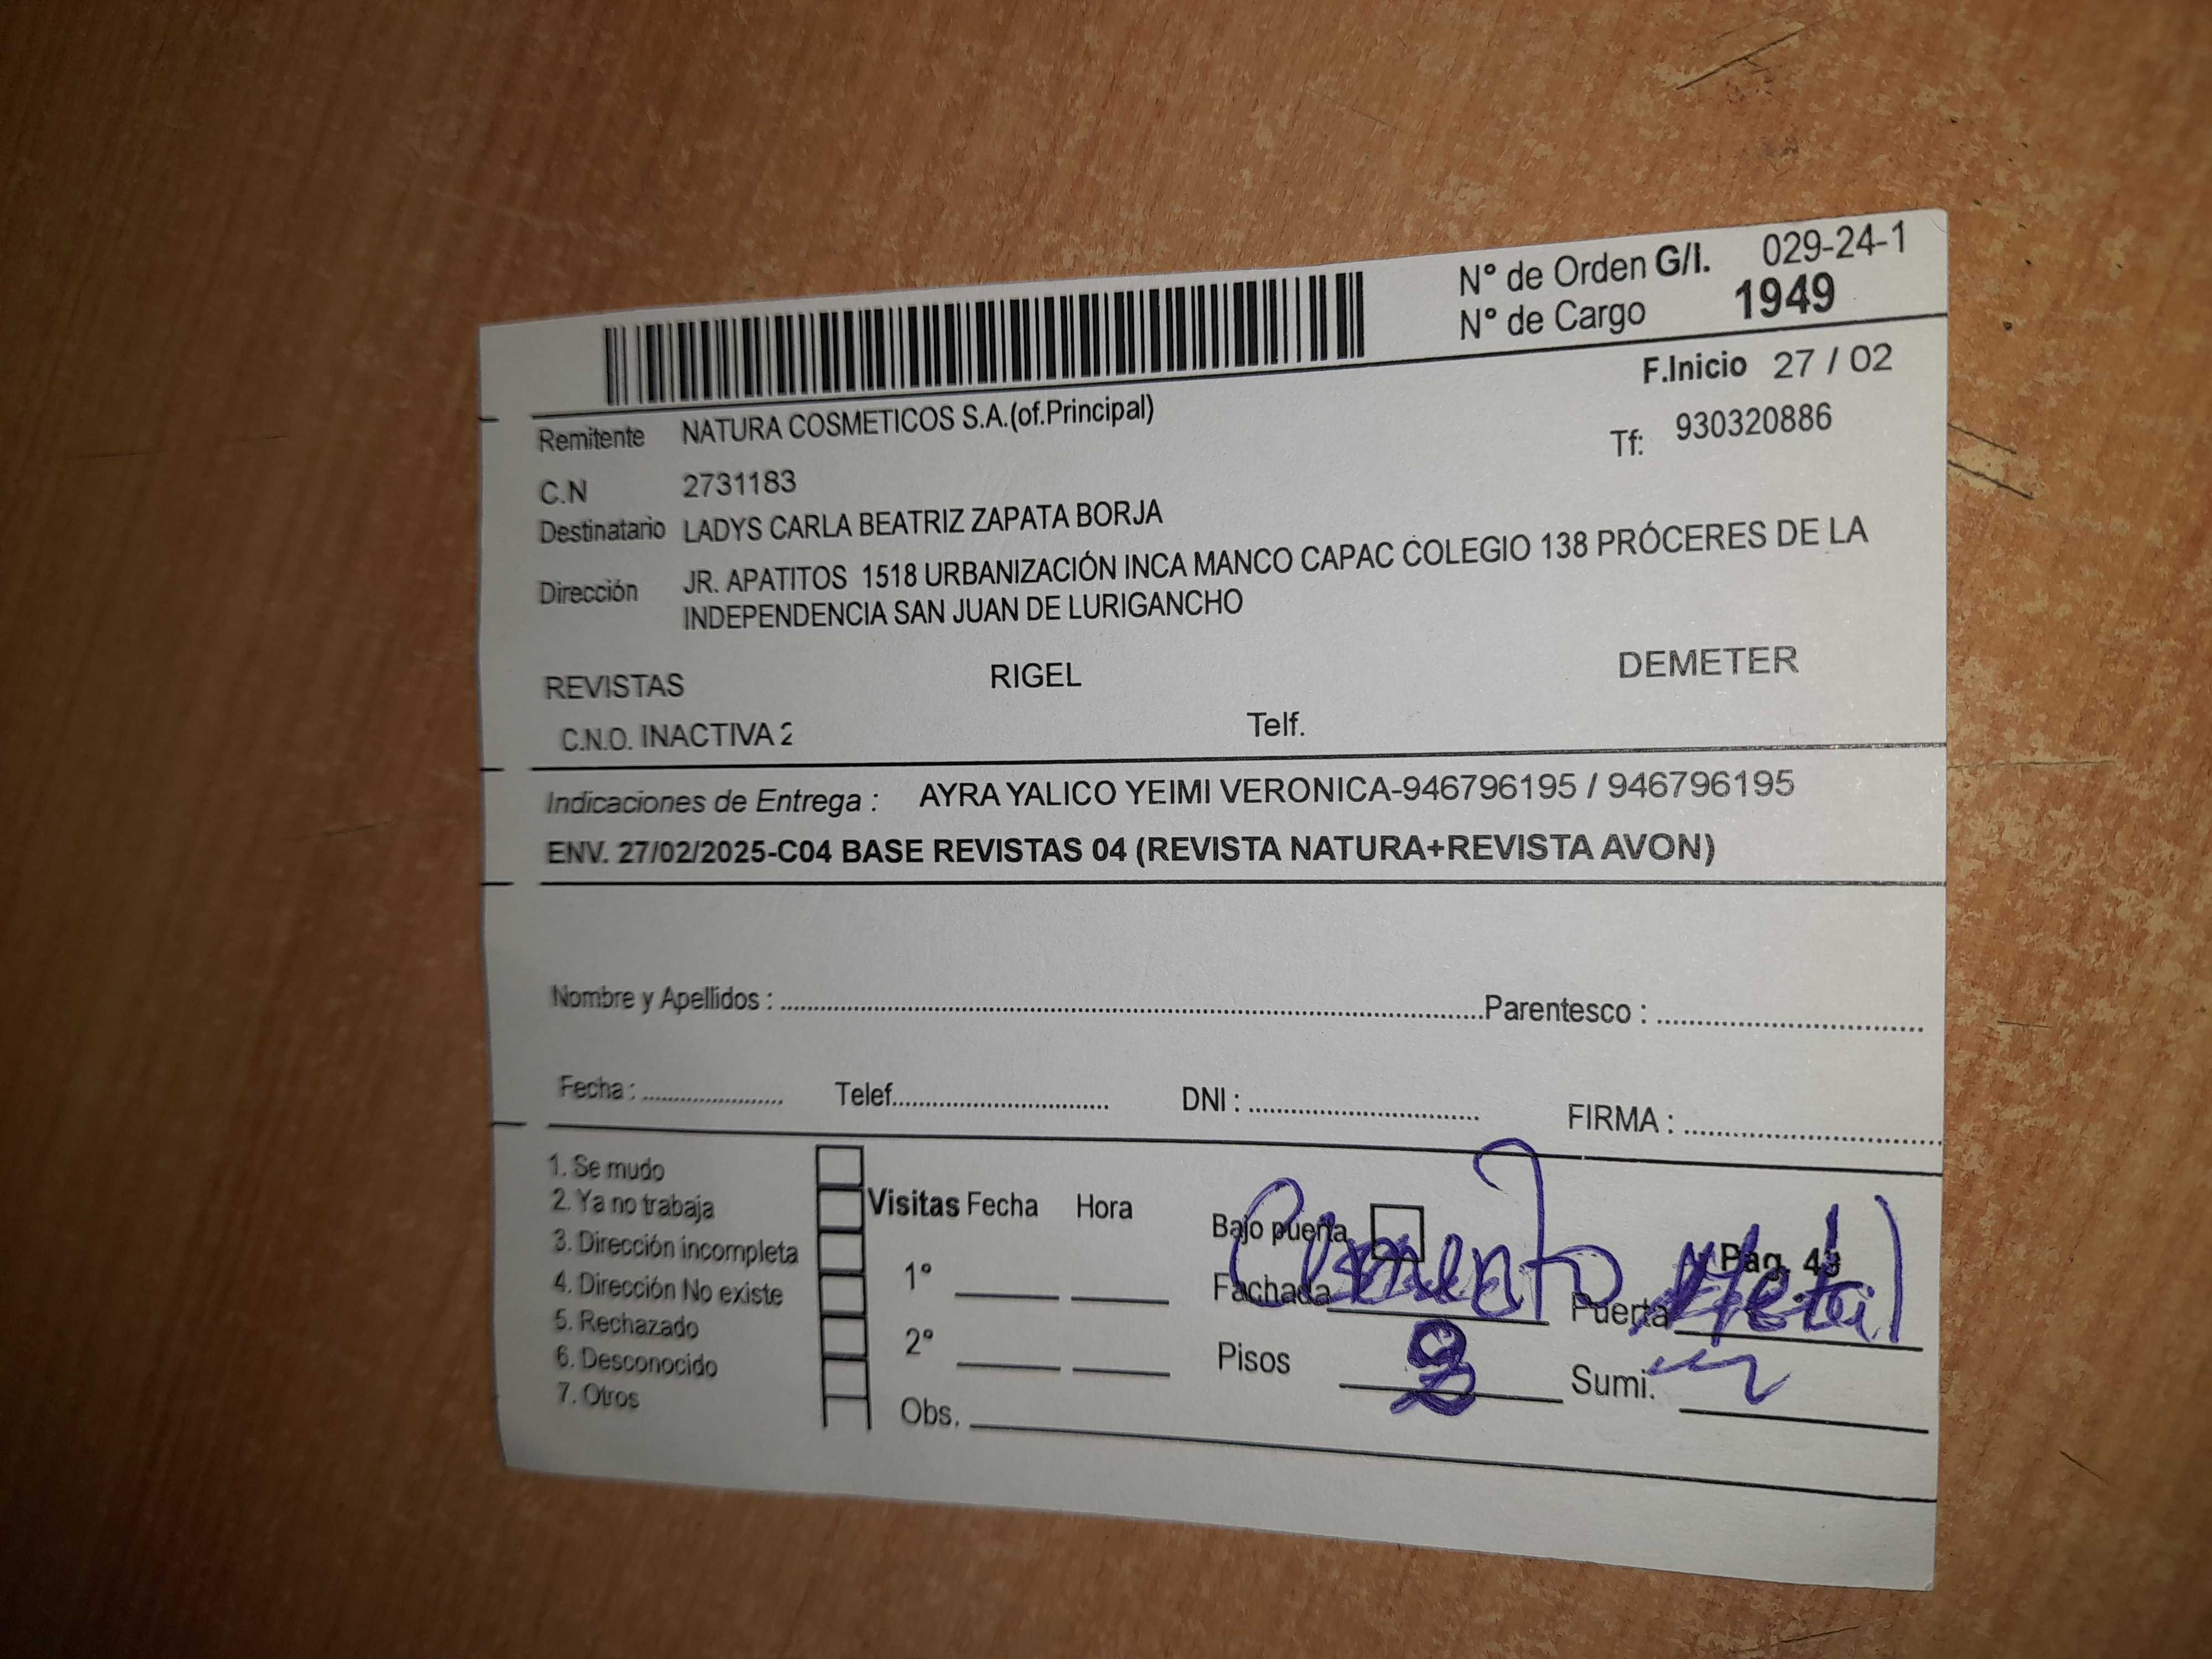 N° de Orden G/I. 029-24-1
N° de Cargo 1949
F.Inicio 27 / 02
Remitente NATURA COSMETICOS S.A.(of.Principal)
Tf: 930320886
C.N 2731183
Destinatario LADYS CARLA BEATRIZ ZAPATA BORJA
Dirección JR. APATITOS 1518 URBANIZACIÓN INCA MANCO CAPAC COLEGIO 138 PRÓCERES DE LA
INDEPENDENCIA SAN JUAN DE LURIGANCHO
REVISTAS RIGEL DEMETER
C.N.O. INACTIVA 2 Telf.
Indicaciones de Entrega : AYRA YALICO YEIMI VERONICA-946796195 / 946796195
ENV. 27/02/2025-C04 BASE REVISTAS 04 (REVISTA NATURA+REVISTA AVON)
Nombre y Apellidos : Parentesco :
Fecha : Telef. DNI : FIRMA :
1. Se mudo
2. Ya no trabaja
3. Dirección incompleta
4. Dirección No existe
5. Rechazado
6. Desconocido
7. Otros
Visitas Fecha Hora
1°
2°
Obs.
Bajo puerta
Pag.
Fachada Cemento Puerta Metal
Pisos Sumi.